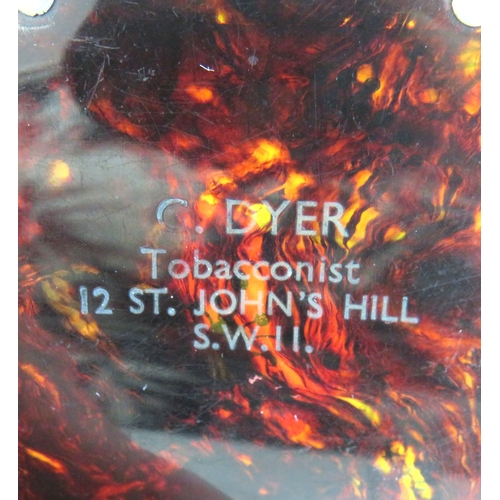 C. DYER
Tobacconist
12 ST. JOHN'S HILL
S.W.11.